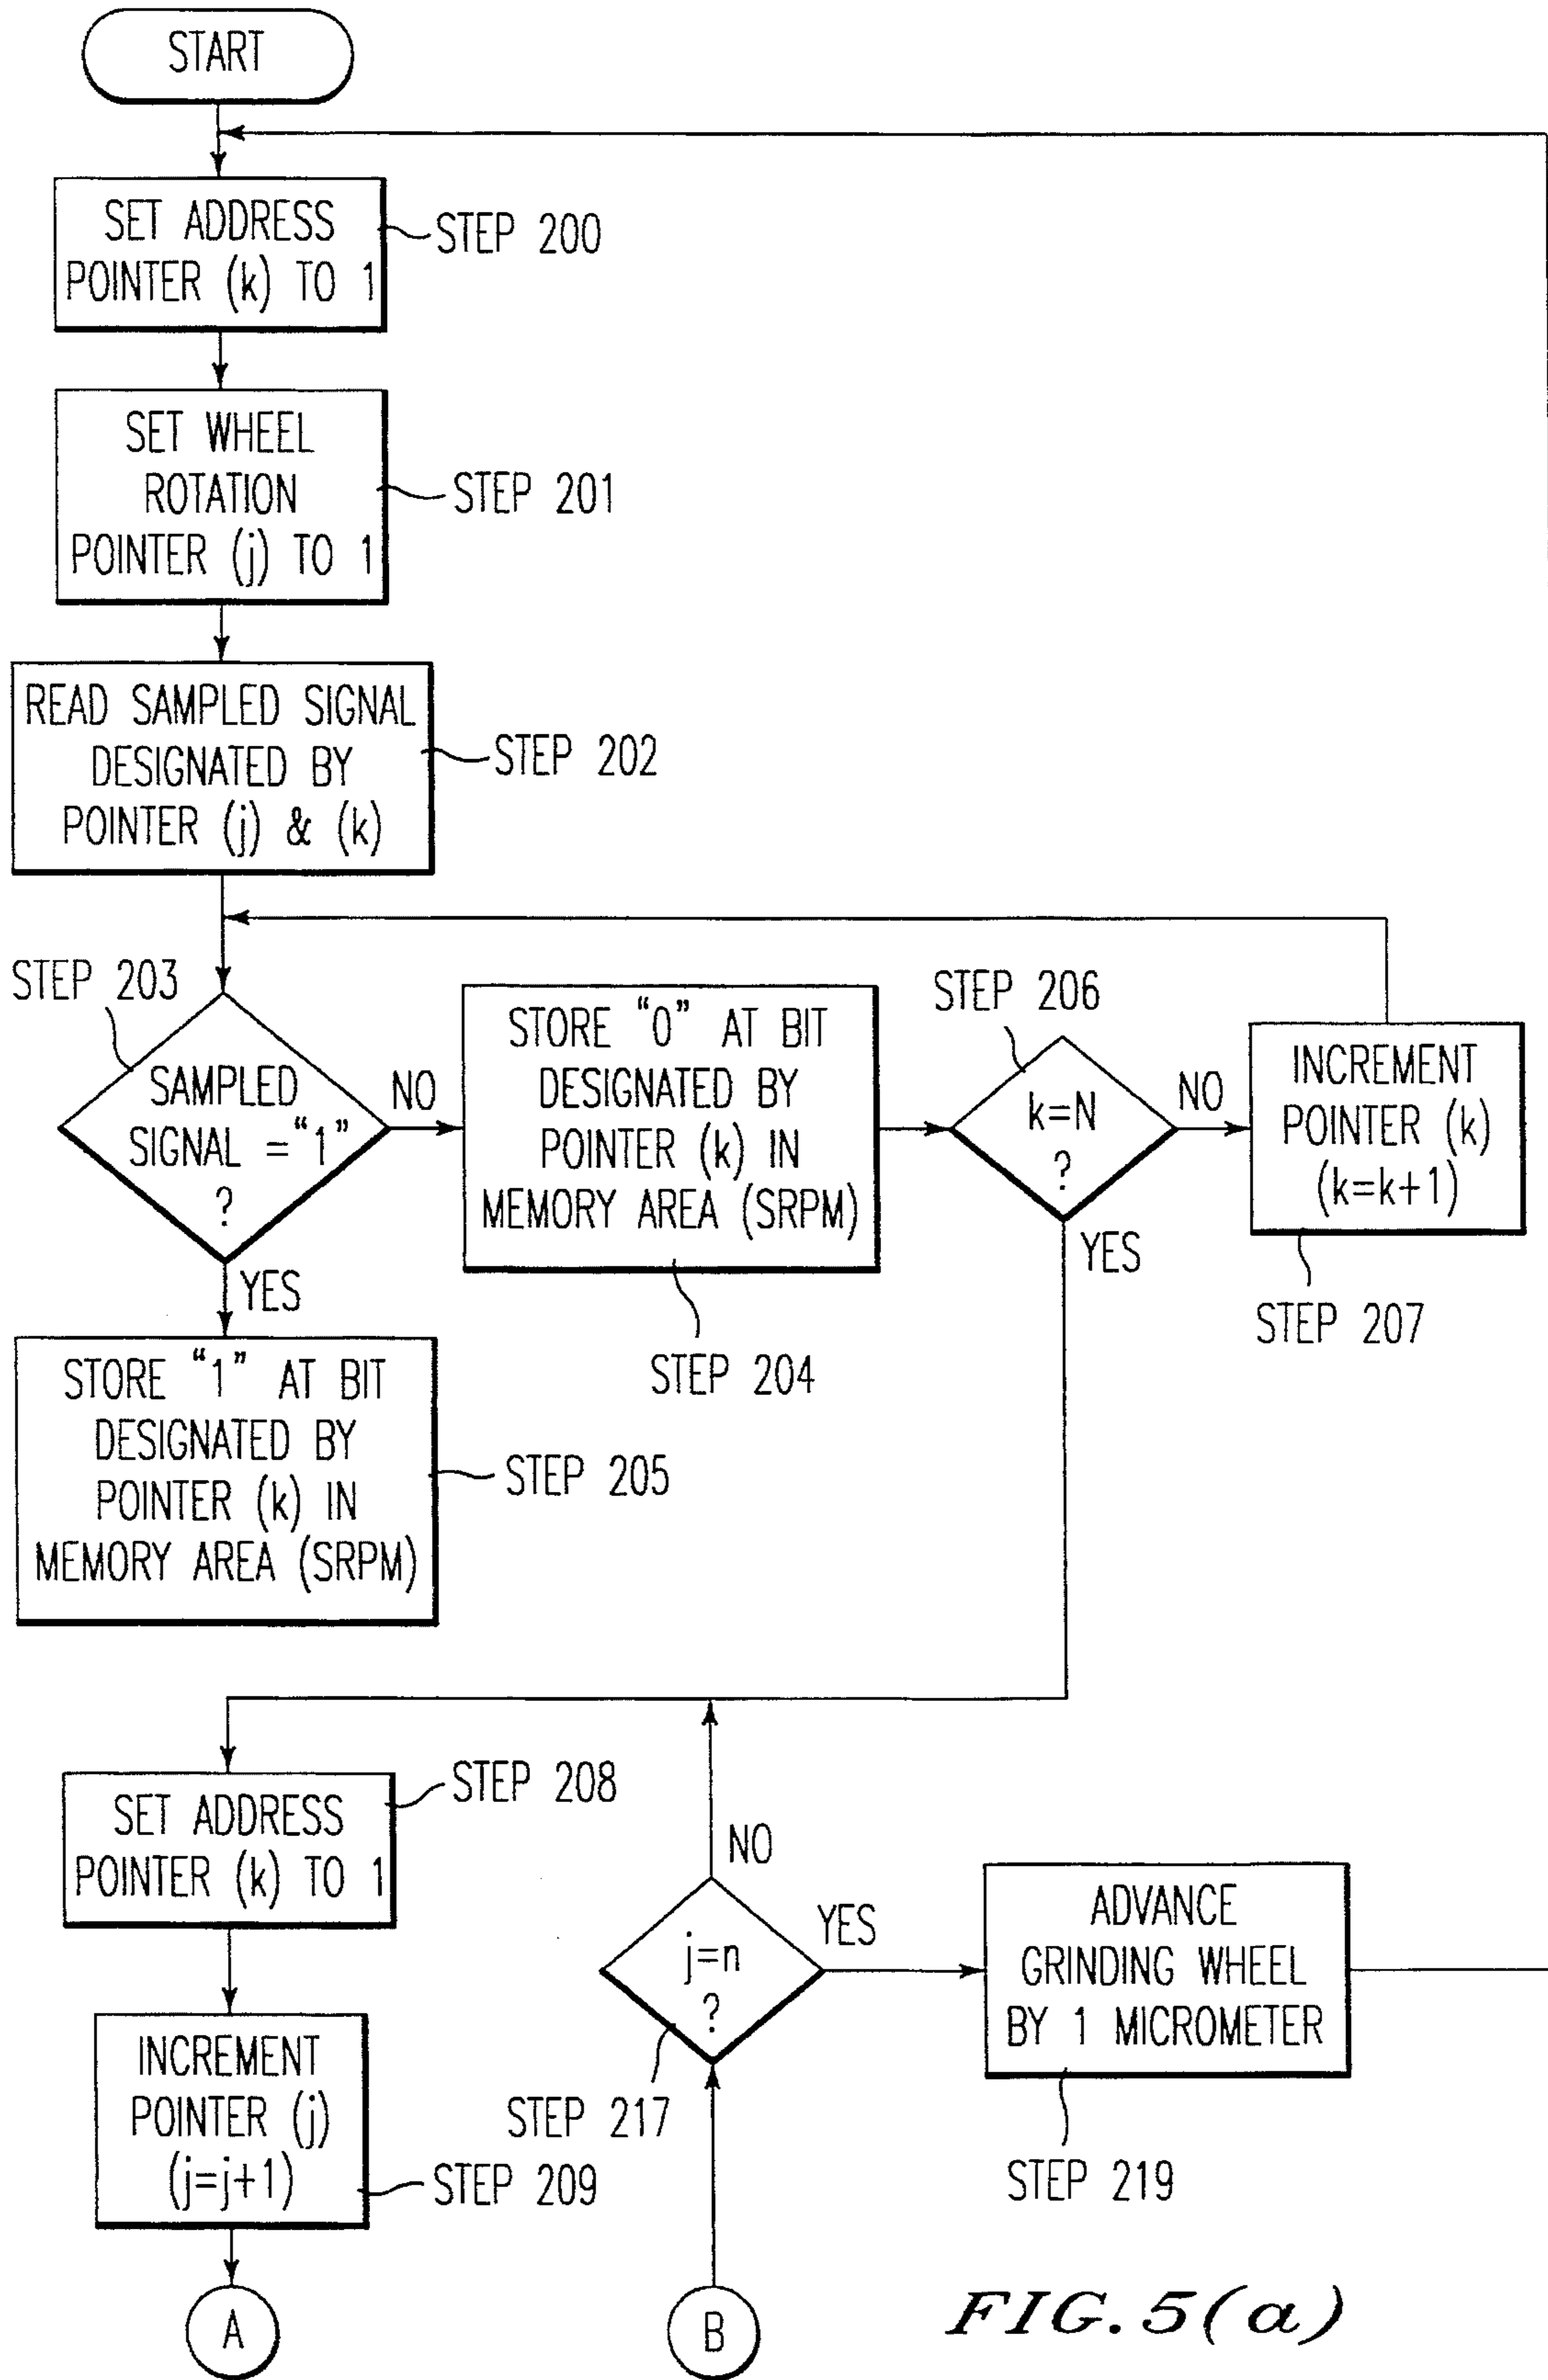 START
SET ADDRESS
POINTER (k) TO 1
STEP 200
SET WHEEL
ROTATION
POINTER (j) TO 1
STEP 201
READ SAMPLED SIGNAL
DESIGNATED BY
POINTER (j) & (k)
STEP 202
STEP 203
SAMPLED
SIGNAL ="1"
?
NO
YES
STORE "0" AT BIT
DESIGNATED BY
POINTER (k) IN
MEMORY AREA (SRPM)
STEP 204
STEP 206
k=N
?
NO
YES
INCREMENT
POINTER (k)
(k=k+1)
STEP 207
STORE "1" AT BIT
DESIGNATED BY
POINTER (k) IN
MEMORY AREA (SRPM)
STEP 205
SET ADDRESS
POINTER (k) TO 1
STEP 208
INCREMENT
POINTER (j)
(j=j+1)
STEP 209
A
NO
j=n
?
YES
STEP 217
B
ADVANCE
GRINDING WHEEL
BY 1 MICROMETER
STEP 219
FIG. 5(a)